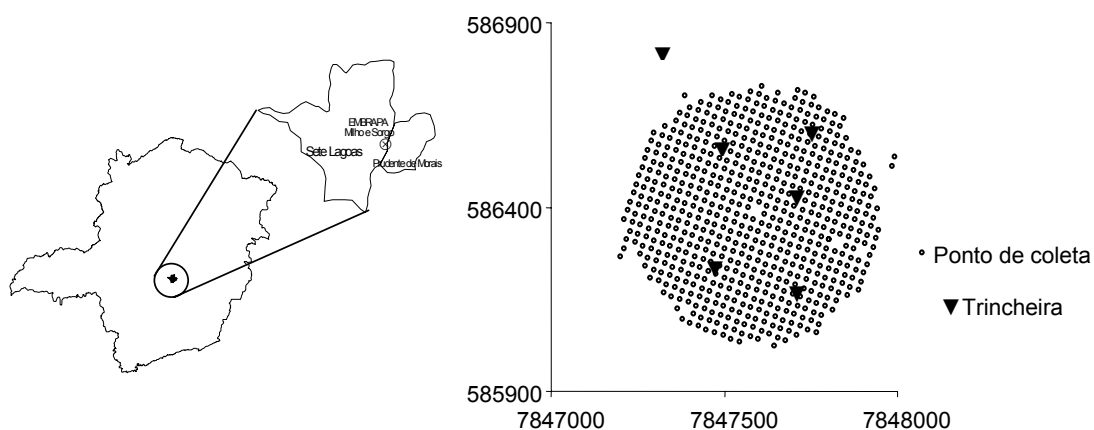 EMBRAPA
Milho e Sorgo
Sete Lagoas
Prudente de Morais
586900
586400
585900
7847000
7847500
7848000
Ponto de coleta
Trincheira